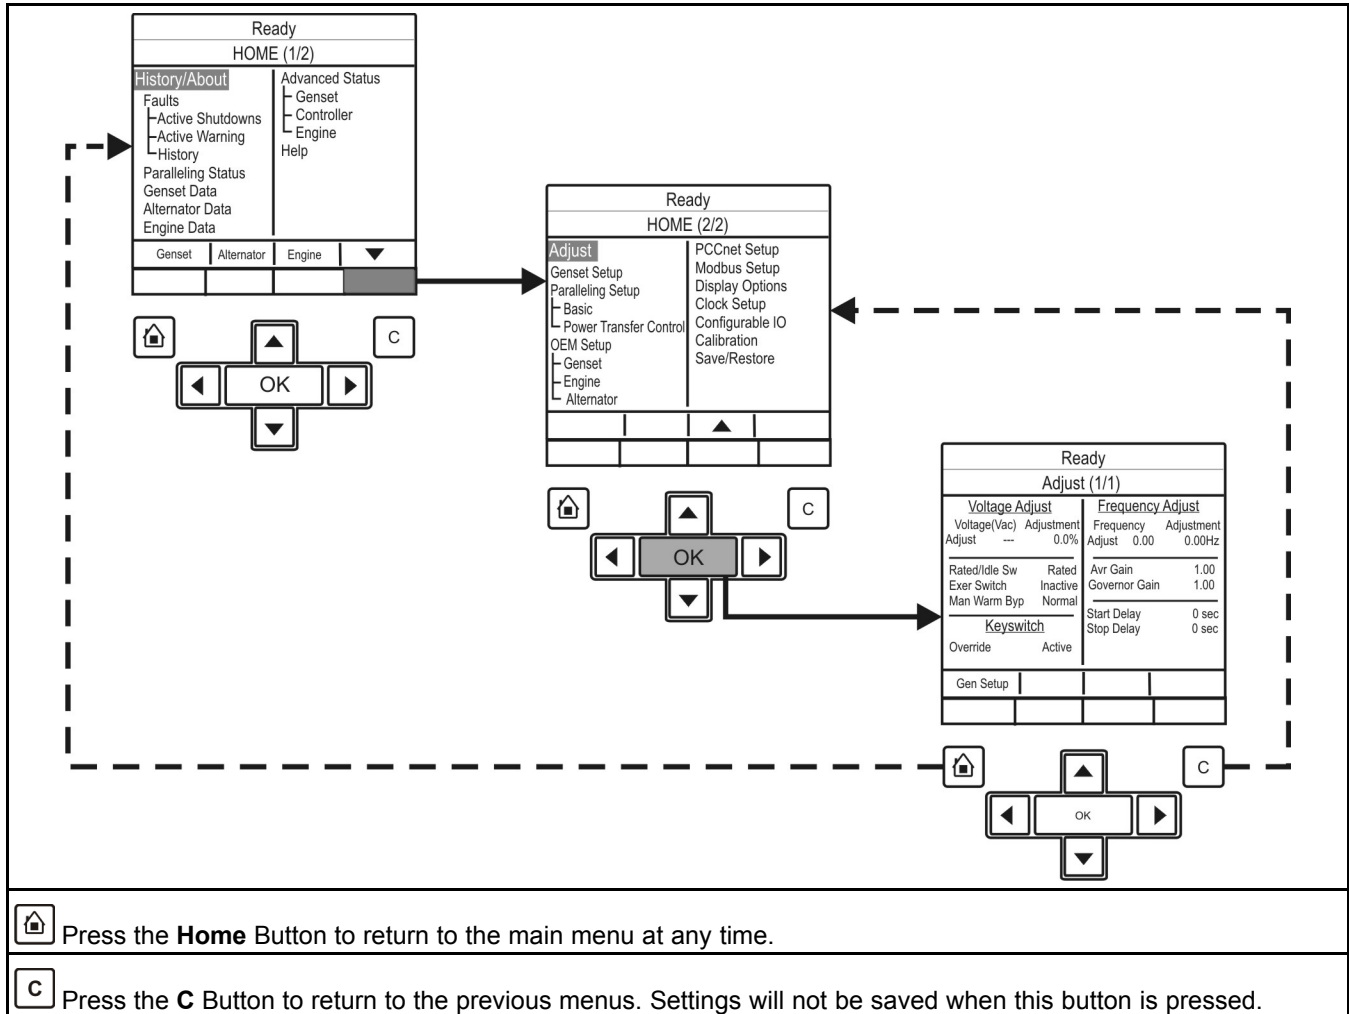 Ready
HOME (1/2)
History/About
Faults
Active Shutdowns
Active Warning
History
Paralleling Status
Genset Data
Alternator Data
Engine Data
Advanced Status
Genset
Controller
Engine
Help
Genset Alternator Engine
C
OK
Ready
HOME (2/2)
Adjust
Genset Setup
Paralleling Setup
Basic
Power Transfer Control
OEM Setup
Genset
Engine
Alternator
PCCnet Setup
Modbus Setup
Display Options
Clock Setup
Configurable IO
Calibration
Save/Restore
C
OK
Ready
Adjust (1/1)
Voltage Adjust
Voltage(Vac) Adjustment
Adjust --- 0.0%
Rated/Idle Sw Rated
Exer Switch Inactive
Man Warm Byp Normal
Keyswitch
Override Active
Frequency Adjust
Frequency Adjustment
Adjust 0.00 0.00Hz
Avr Gain 1.00
Governor Gain 1.00
Start Delay 0 sec
Stop Delay 0 sec
Gen Setup
C
OK
Press the Home Button to return to the main menu at any time.
C Press the C Button to return to the previous menus. Settings will not be saved when this button is pressed.